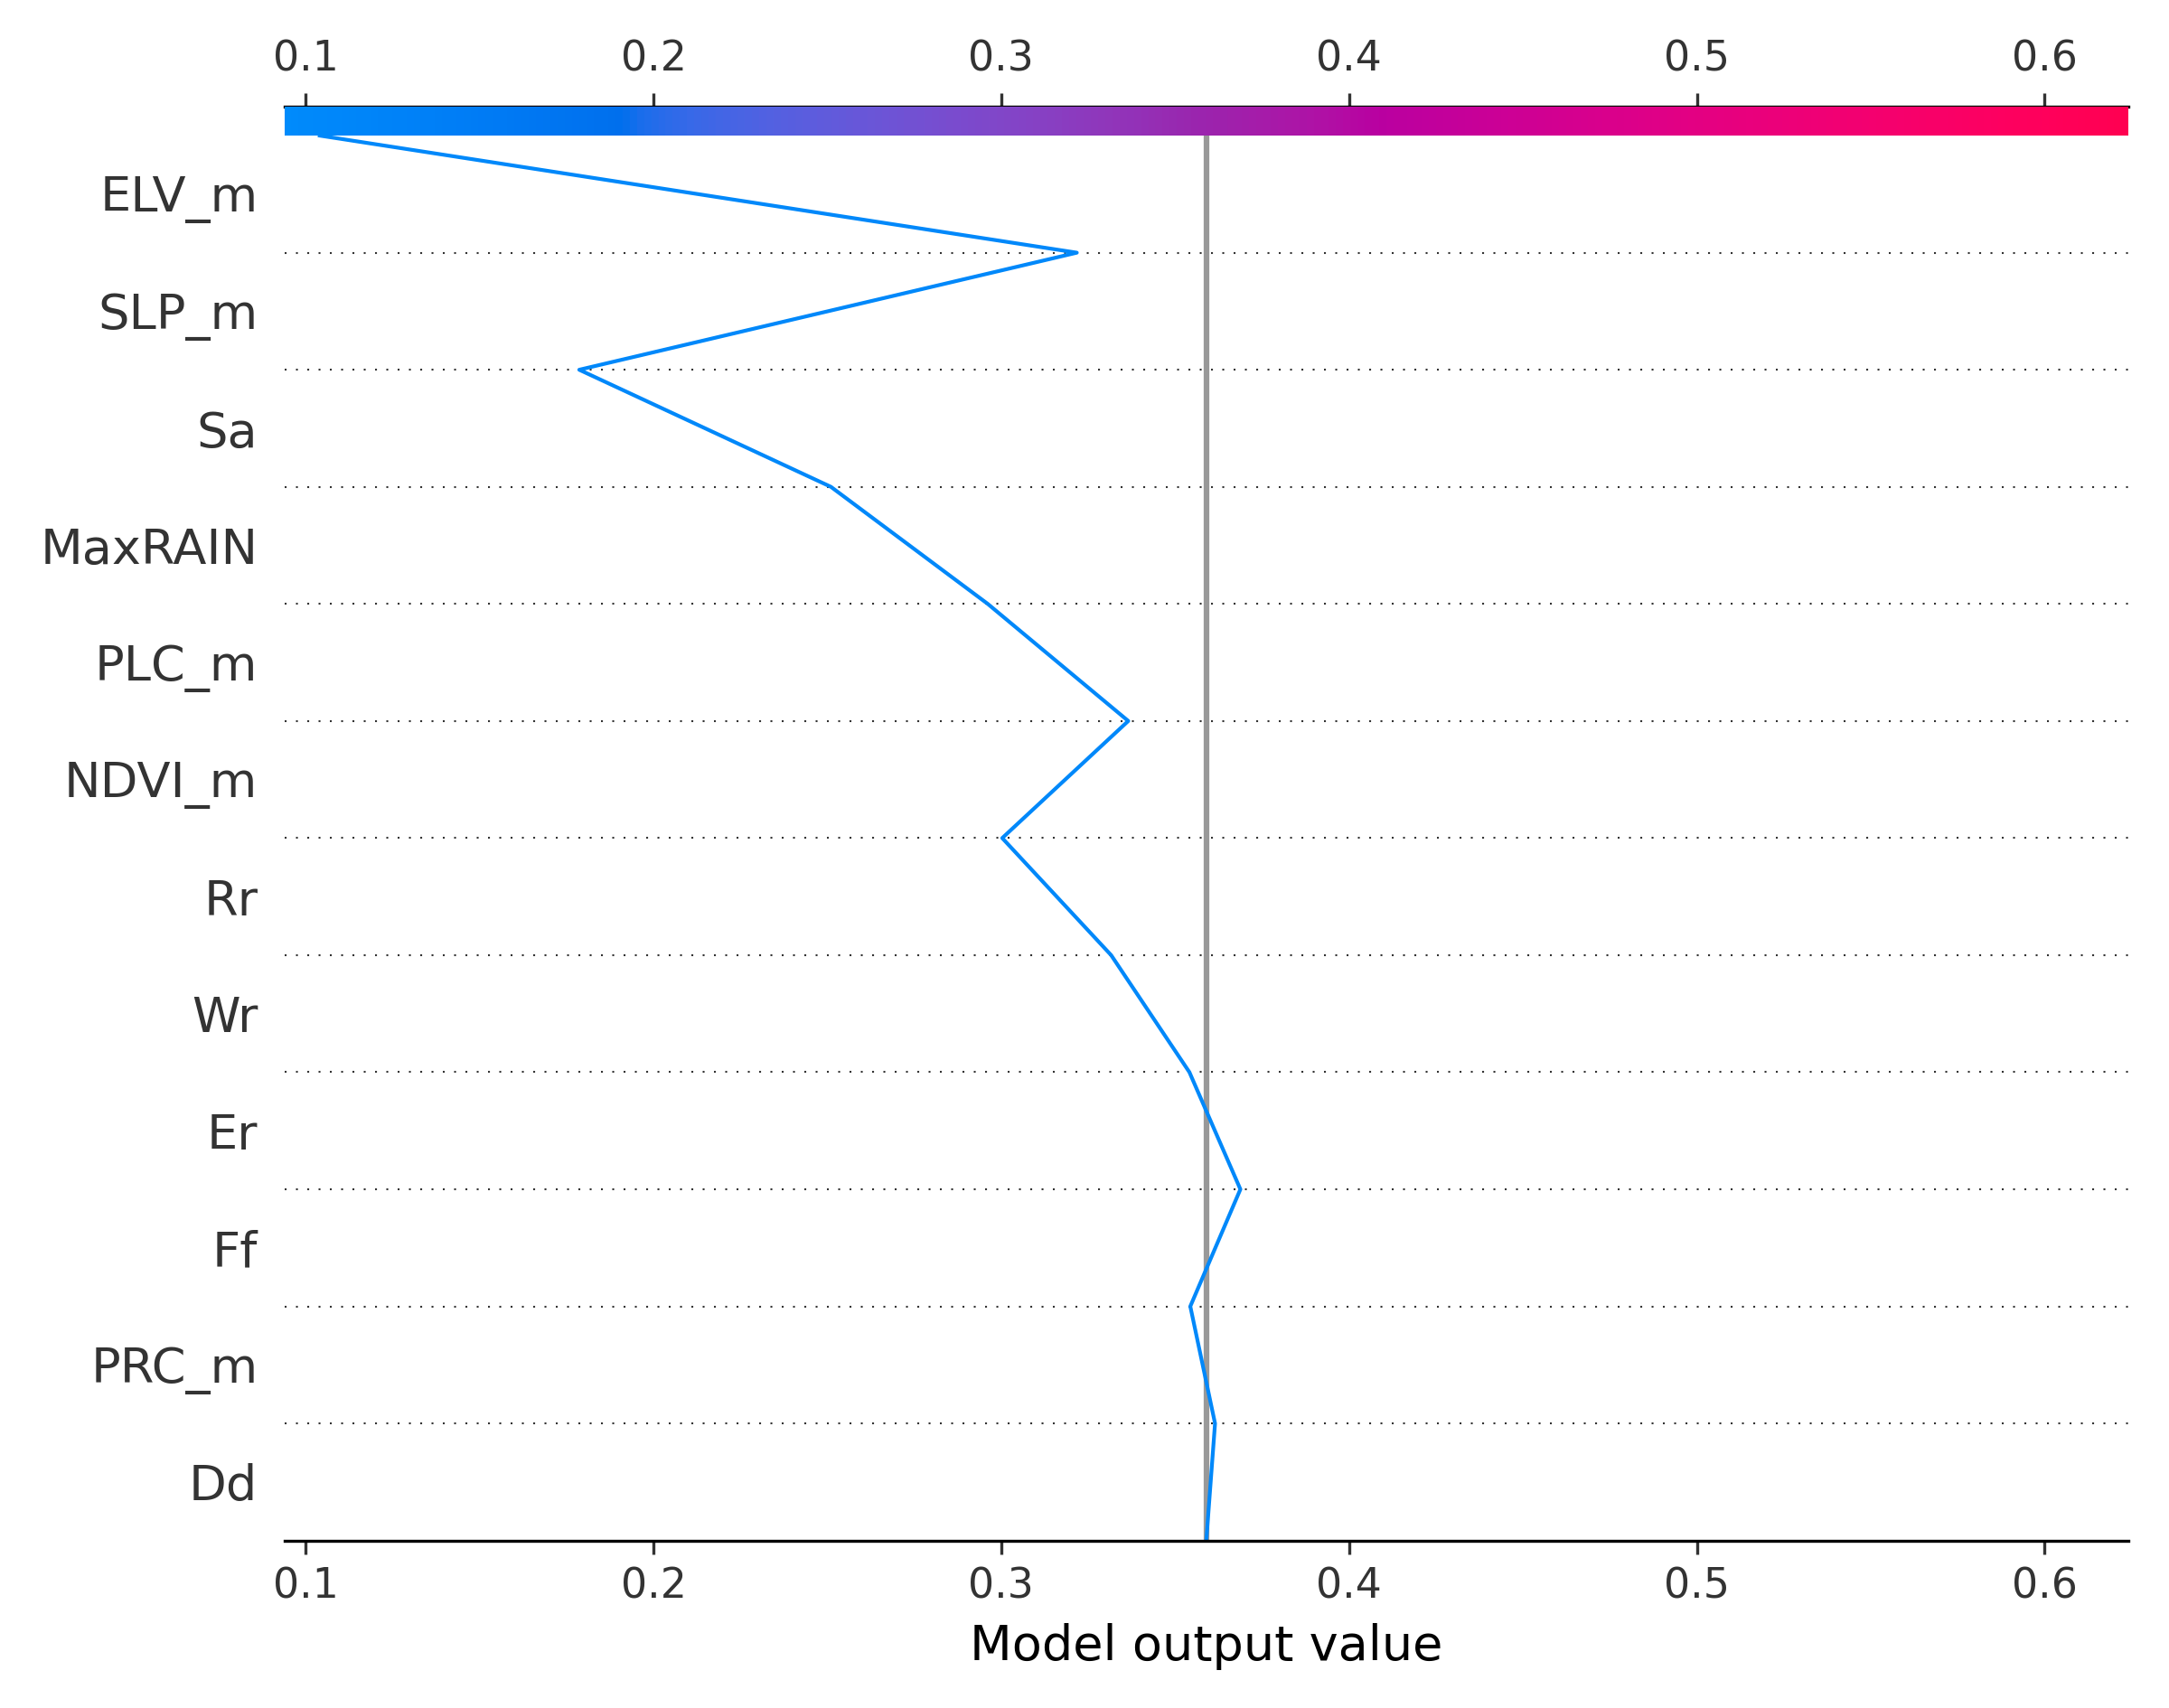 0.1 0.2 0.3 0.4 0.5 0.6
ELV_m
SLP_m
Sa
MaxRAIN
PLC_m
NDVI_m
Rr
Wr
Er
Ff
PRC_m
Dd
0.1 0.2 0.3 0.4 0.5 0.6
Model output value